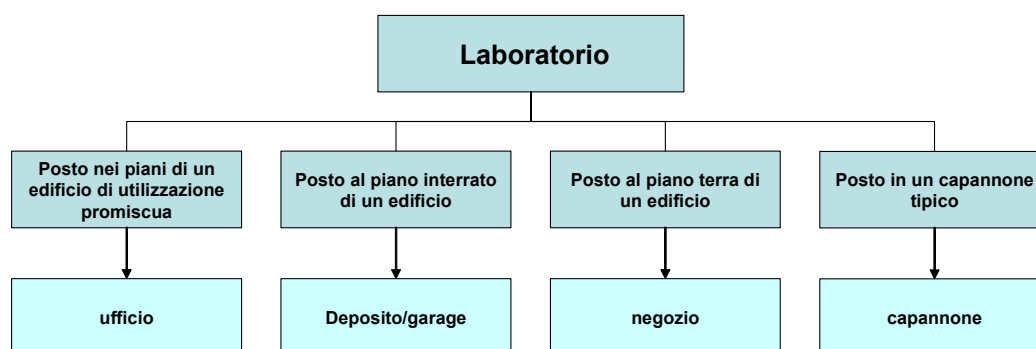 Laboratorio
Posto nei piani di un
edificio di utilizzazione
promiscua
Posto al piano interrato
di un edificio
Posto al piano terra di
un edificio
Posto in un capannone
tipico
ufficio
Deposito/garage
negozio
capannone